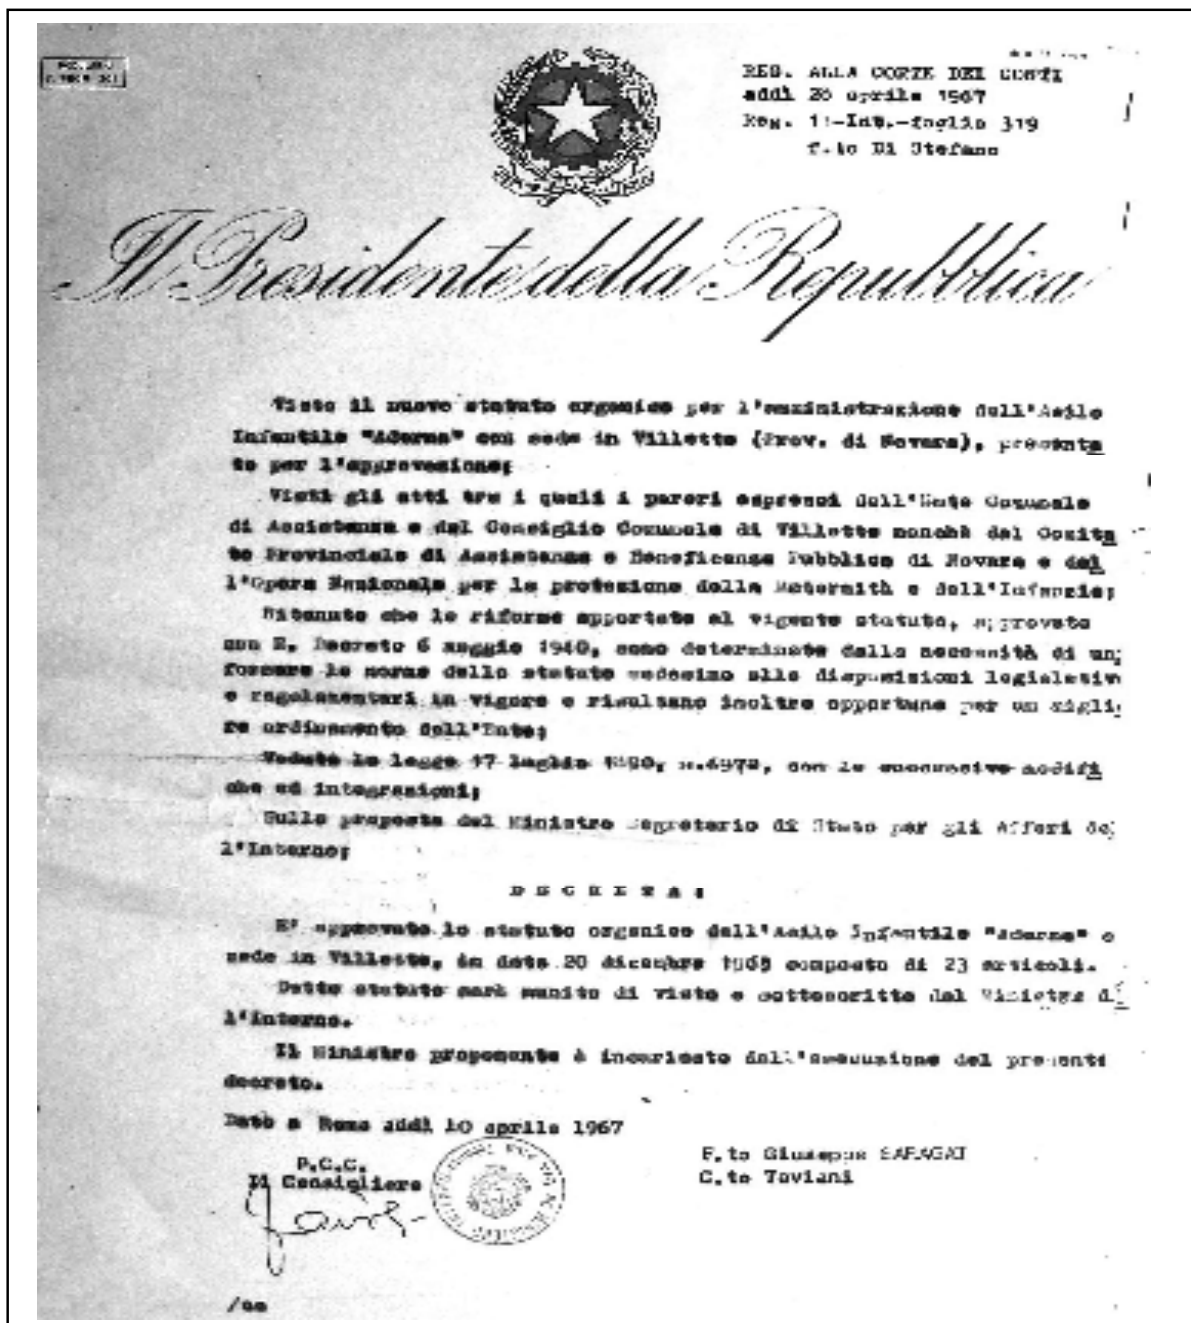 REG. ALLA CORTE DEI CONTI
addì 26 aprile 1967
Reg. 11-Int.-foglio 319
f.to Di Stefano
Il Presidente della Repubblica
Visto il nuovo statuto organico per l'amministrazione dell'Asilo
Infantile "Adorna" con sede in Villette (Prov. di Novara), presenta
to per l'approvazione;
Visti gli atti tra i quali i pareri espressi dall'Ente Comunale
di Assistenza e dal Consiglio Comunale di Villette nonchè dal Comita
to Provinciale di Assistenza e Beneficenza Pubblica di Novara e del
l'Opera Nazionale per la protezione della Maternità e dell'Infanzia;
Ritenuto che le riforme apportate al vigente statuto, approvato
con R. Decreto 6 maggio 1940, sono determinate dalla necessità di uni
formare le norme dello statuto medesimo alle disposizioni legislativ
e regolamentari in vigore e risultano inoltre opportune per un miglio
re ordinamento dell'Ente;
Veduta la legge 17 luglio 1890, n.6972, con le successive modifi
che ed integrazioni;
Sulla proposta del Ministro Segretario di Stato per gli Affari del
l'Interno;
D E C R E T A :
E' approvato lo statuto organico dell'Asilo Infantile "Adorna" c
sede in Villette, in data 20 dicembre 1965 composto di 23 articoli.
Detto statuto sarà munito di visto e sottoscritto dal Ministro del
l'Interno.
Il Ministro proponente è incaricato dell'esecuzione del presente
decreto.
Dato a Roma addì 10 aprile 1967
F.to Giuseppe SARAGAT
C.to Taviani
P.C.C.
Il Consigliere
/aa